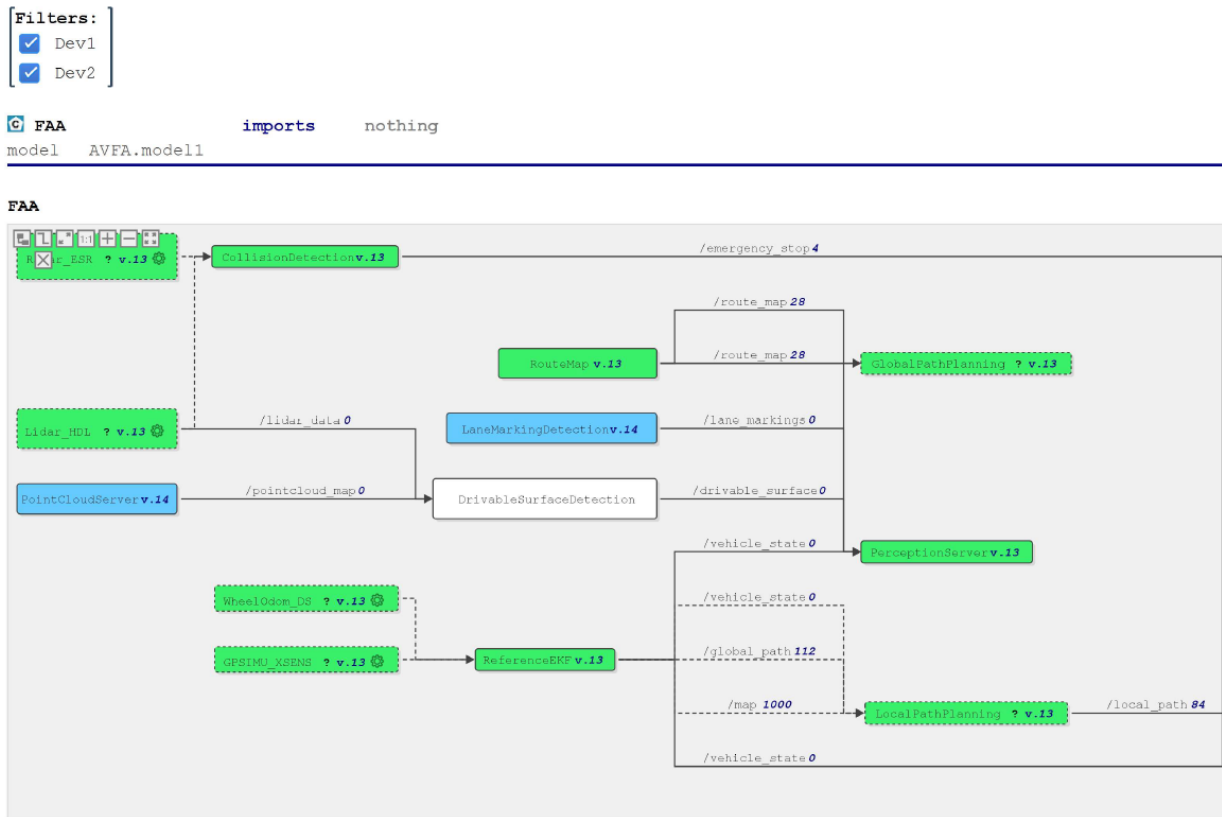 Filters:
Dev1
Dev2
C FAA imports nothing
model AVFA.model1
FAA
1:1
? v.13
CollisionDetection v.13
/emergency_stop 4
/route_map 28
RouteMap v.13
/route_map 28
GlobalPathPlanning ? v.13
Lidar_HDL ? v.13
/lidar_data 0
LaneMarkingDetection v.14
/lane_markings 0
PointCloudServer v.14
/pointcloud_map 0
DrivableSurfaceDetection
/drivable_surface 0
/vehicle_state 0
PerceptionServer v.13
WheelOdom_DS ? v.13
/vehicle_state 0
GPSIMU_XSENS ? v.13
ReferenceEKF v.13
/global_path 112
/map 1000
LocalPathPlanning ? v.13
/local_path 84
/vehicle_state 0